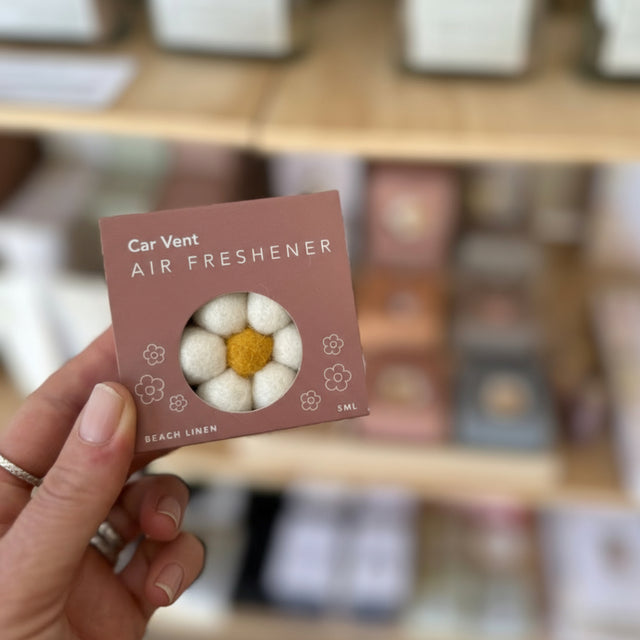 Car Vent
AIR FRESHENER
BEACH LINEN
5ML